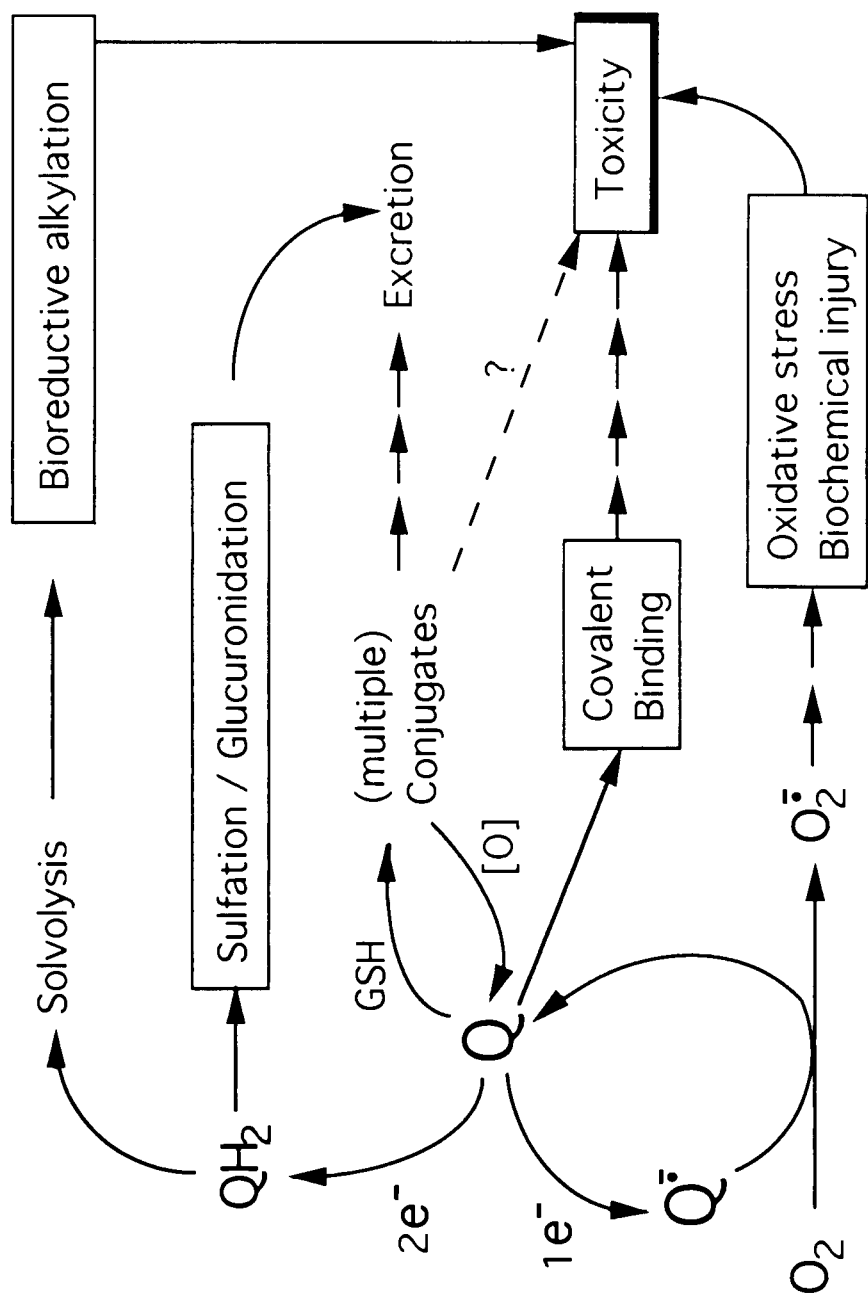 Bioreductive alkylation
Solvolysis
Sulfation / Glucuronidation
QH₂
Excretion
(multiple)
Conjugates
GSH
[O]
?
Toxicity
2e⁻
Q
Covalent
Binding
1e⁻
Q•̄
Oxidative stress
Biochemical injury
O₂
O₂•̄